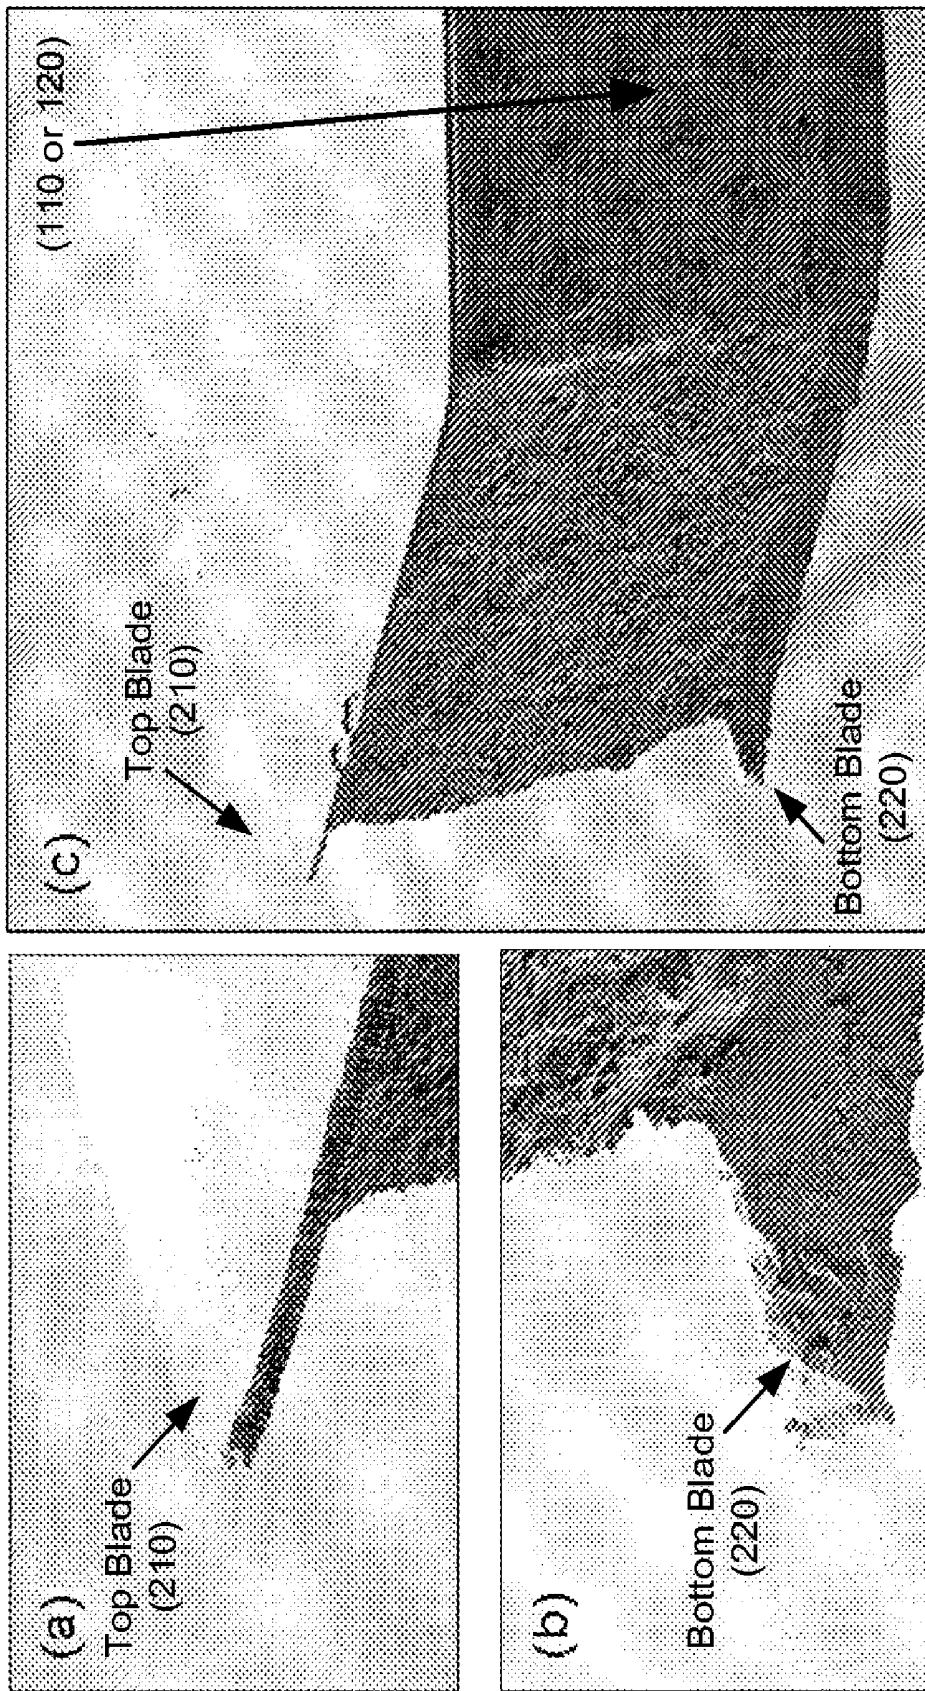 (a)
Top Blade
(210)
(b)
Bottom Blade
(220)
(c)
Top Blade
(210)
(110 or 120)
Bottom Blade
(220)